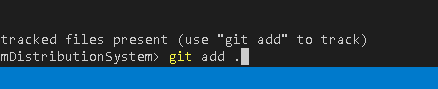 tracked files present (use "git add" to track)
mDistributionSystem> git add .